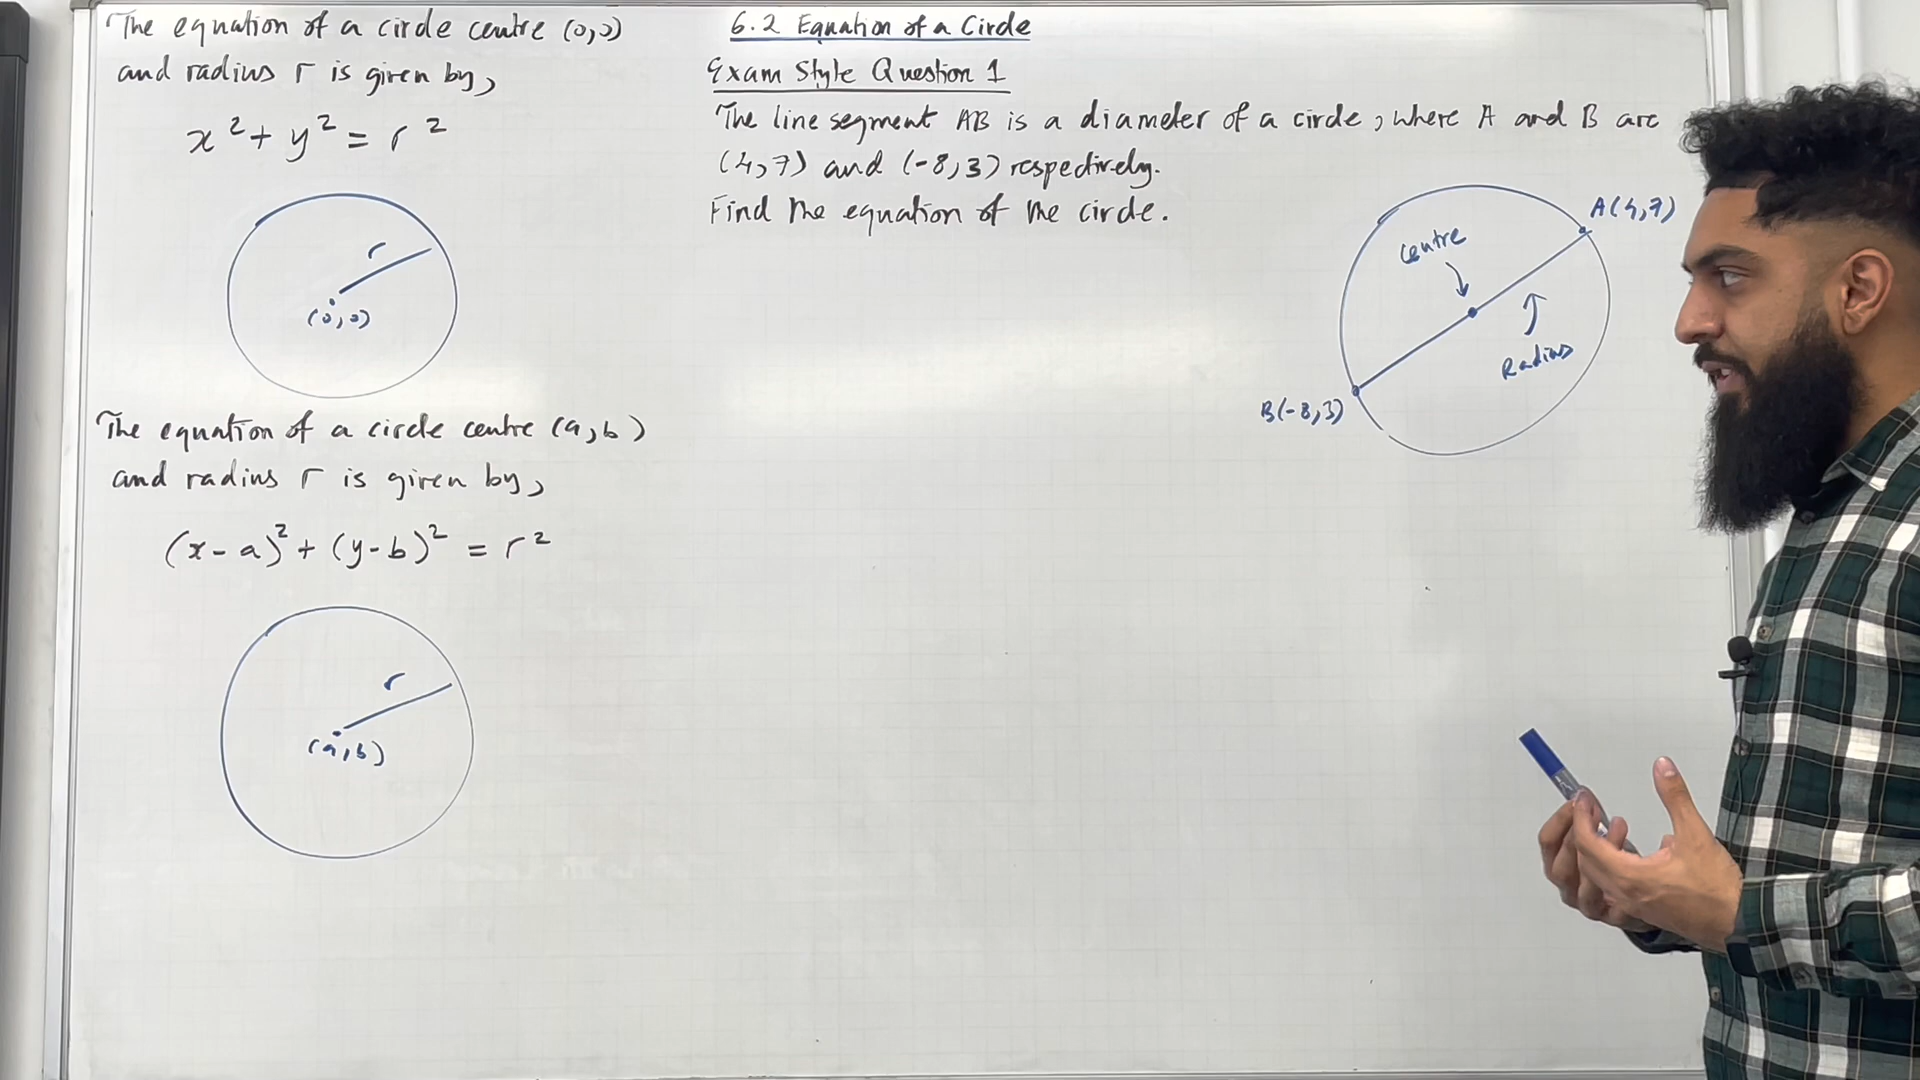 The equation of a circle centre (0,0)
and radius r is given by,
x² + y² = r²
r
(0,0)
The equation of a circle centre (a,b)
and radius r is given by,
(x-a)² + (y-b)² = r²
r
(a,b)
6.2 Equation of a Circle
Exam Style Question 1
The line segment AB is a diameter of a circle, where A and B are
(4,7) and (-8,3) respectively.
Find the equation of the circle.
A(4,7)
Centre
Radius
B(-8,3)